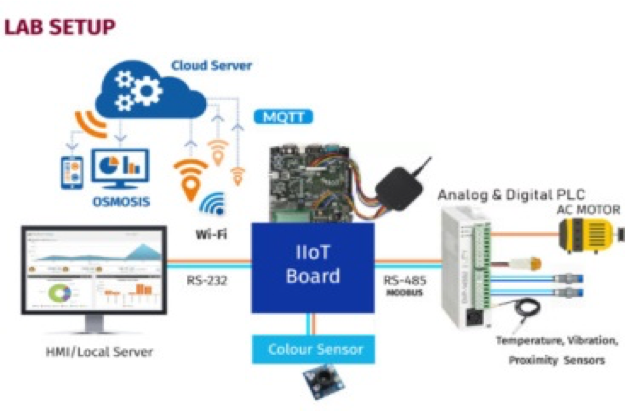 LAB SETUP
Cloud Server
MQTT
OSMOSIS
Wi-Fi
Analog & Digital PLC
AC MOTOR
IIoT
Board
RS-232
RS-485
MODBUS
HMI/Local Server
Colour Sensor
Temperature, Vibration,
Proximity Sensors